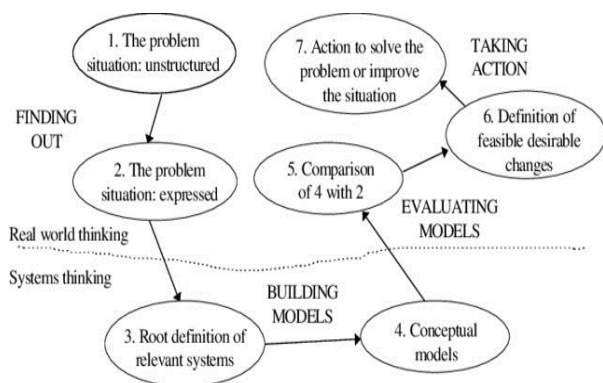 1. The problem
situation: unstructured
FINDING
OUT
2. The problem
situation: expressed
Real world thinking
Systems thinking
3. Root definition of
relevant systems
BUILDING
MODELS
4. Conceptual
models
EVALUATING
MODELS
5. Comparison
of 4 with 2
6. Definition of
feasible desirable
changes
TAKING
ACTION
7. Action to solve the
problem or improve
the situation